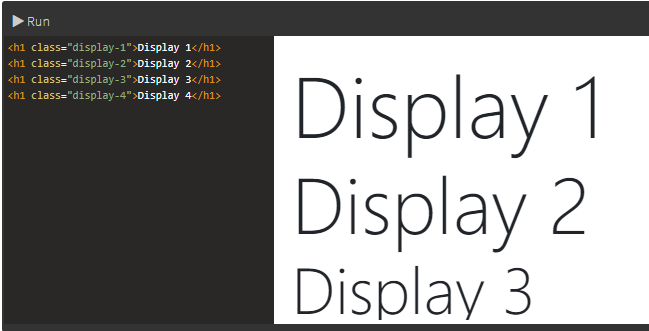 Run
<h1 class="display-1">Display 1</h1>
<h1 class="display-2">Display 2</h1>
<h1 class="display-3">Display 3</h1>
<h1 class="display-4">Display 4</h1>
Display 1
Display 2
Display 3